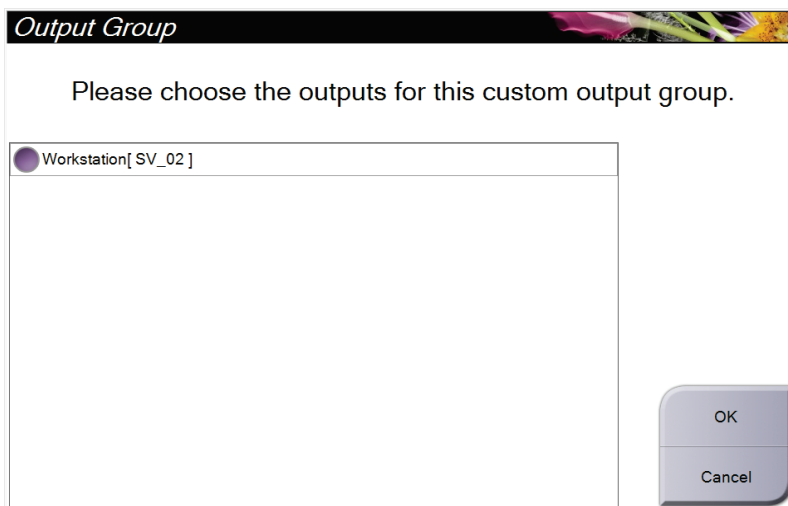 Output Group
Please choose the outputs for this custom output group.
Workstation[ SV_02 ]
OK
Cancel